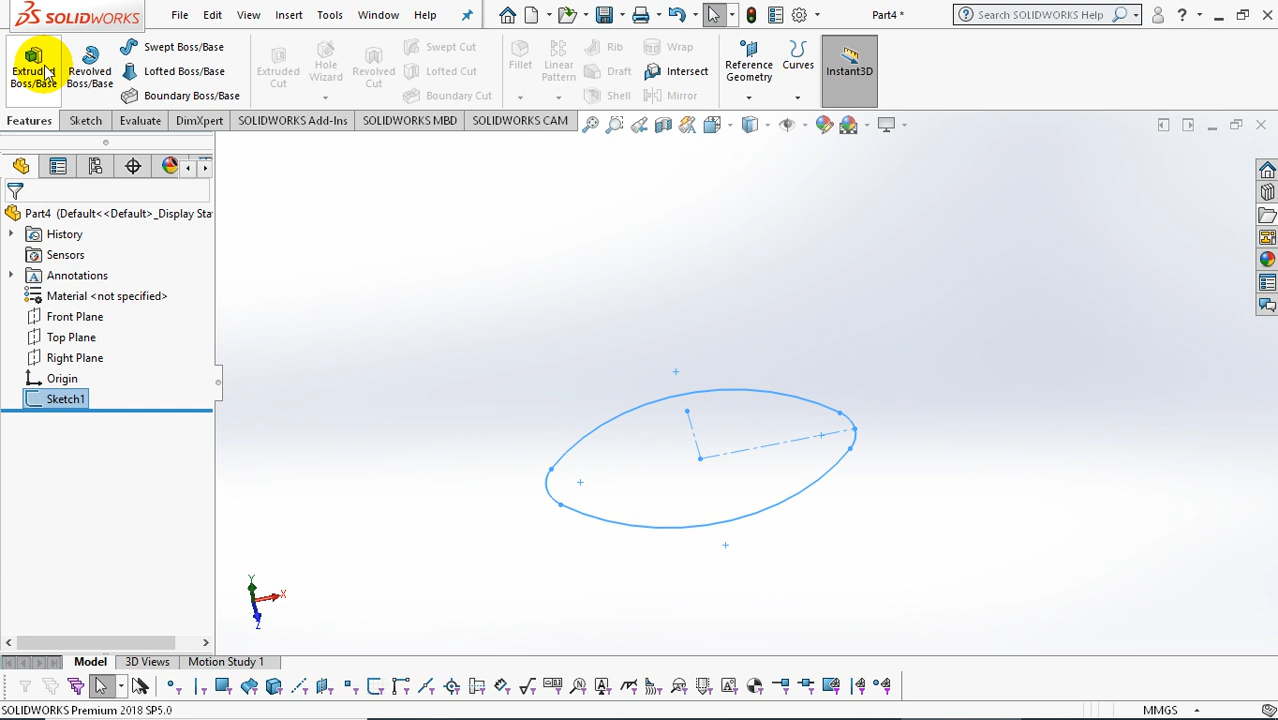 SOLIDWORKS File Edit View Insert Tools Window Help Part4 * Search SOLIDWORKS Help
Boss/Base
Revolved Boss/Base
Swept Boss/Base
Lofted Boss/Base
Boundary Boss/Base
Extruded Cut
Hole Wizard
Revolved Cut
Swept Cut
Lofted Cut
Boundary Cut
Fillet
Linear Pattern
Rib
Draft
Shell
Wrap
Intersect
Mirror
Reference Geometry
Curves
Instant3D
Features Sketch Evaluate DimXpert SOLIDWORKS Add-Ins SOLIDWORKS MBD SOLIDWORKS CAM
Part4 (Default<<Default>_Display Sta
History
Sensors
Annotations
Material <not specified>
Front Plane
Top Plane
Right Plane
Origin
Sketch1
Y
X
Z
Model 3D Views Motion Study 1
SOLIDWORKS Premium 2018 SP5.0 MMGS